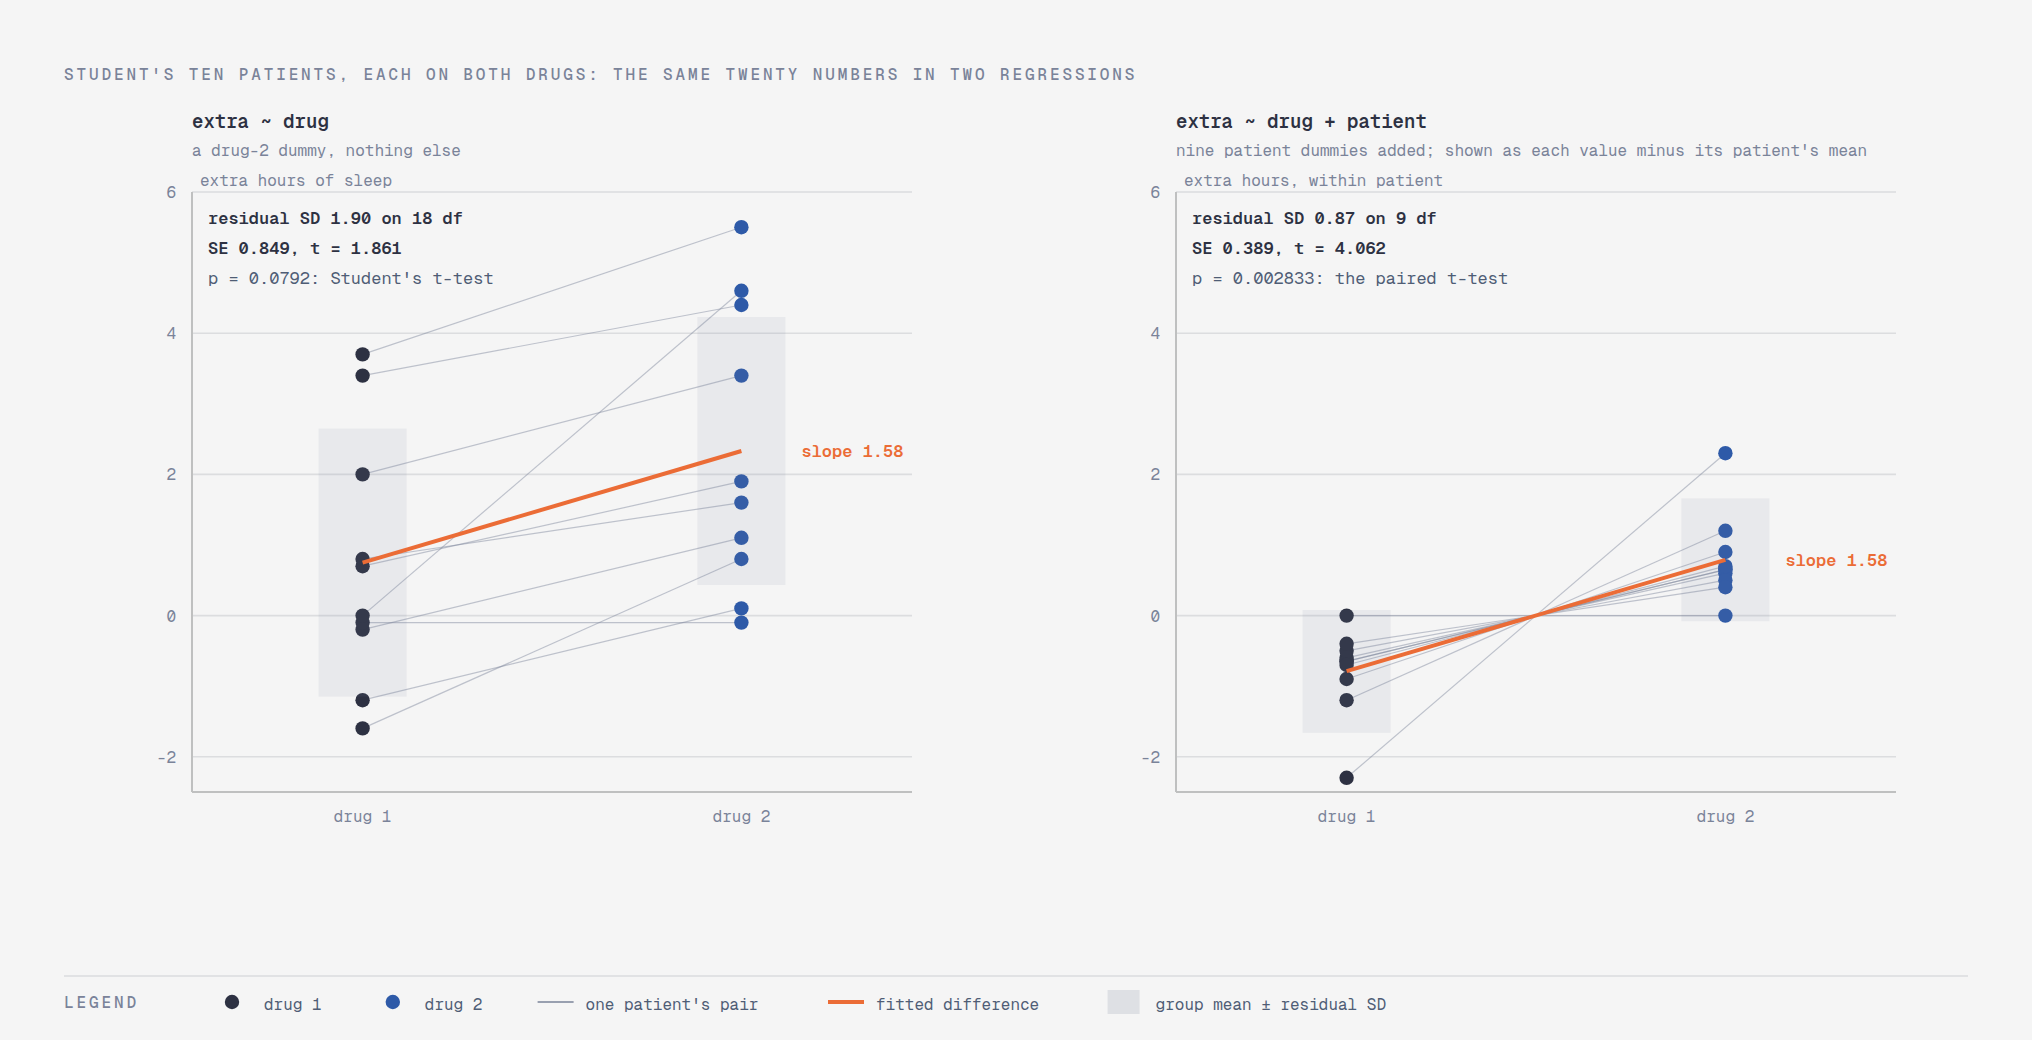 STUDENT'S TEN PATIENTS, EACH ON BOTH DRUGS: THE SAME TWENTY NUMBERS IN TWO REGRESSIONS
extra ~ drug
a drug-2 dummy, nothing else
extra hours of sleep
6
residual SD 1.90 on 18 df
SE 0.849, t = 1.861
p = 0.0792: Student's t-test
4
slope 1.58
2
0
-2
drug 1
drug 2
extra ~ drug + patient
nine patient dummies added; shown as each value minus its patient's mean
extra hours, within patient
6
residual SD 0.87 on 9 df
SE 0.389, t = 4.062
p = 0.002833: the paired t-test
4
2
slope 1.58
0
-2
drug 1
drug 2
LEGEND
drug 1
drug 2
one patient's pair
fitted difference
group mean ± residual SD